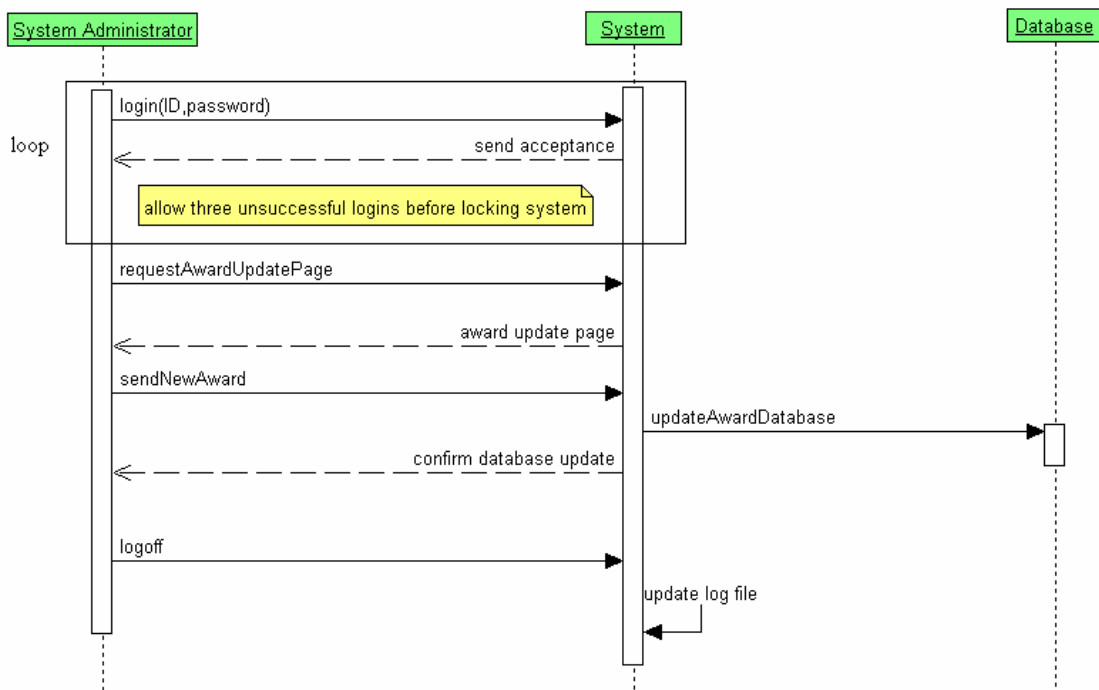 System Administrator
System
Database
login(ID,password)
loop
send acceptance
allow three unsuccessful logins before locking system
requestAwardUpdatePage
award update page
sendNewAward
updateAwardDatabase
confirm database update
logoff
update log file